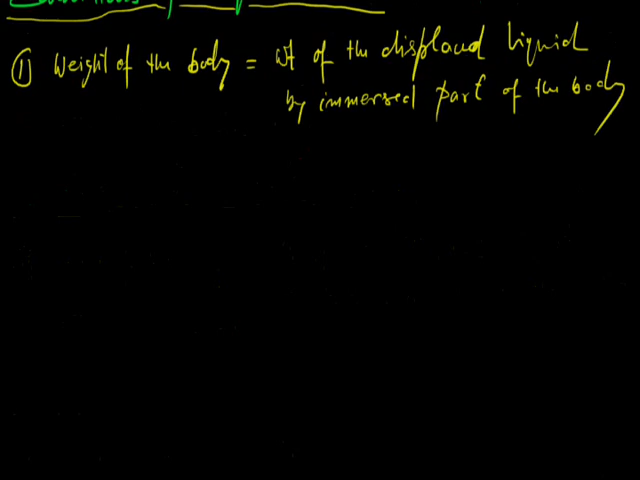 ① Weight of the body = wt of the displaced liquid
by immersed part of the body